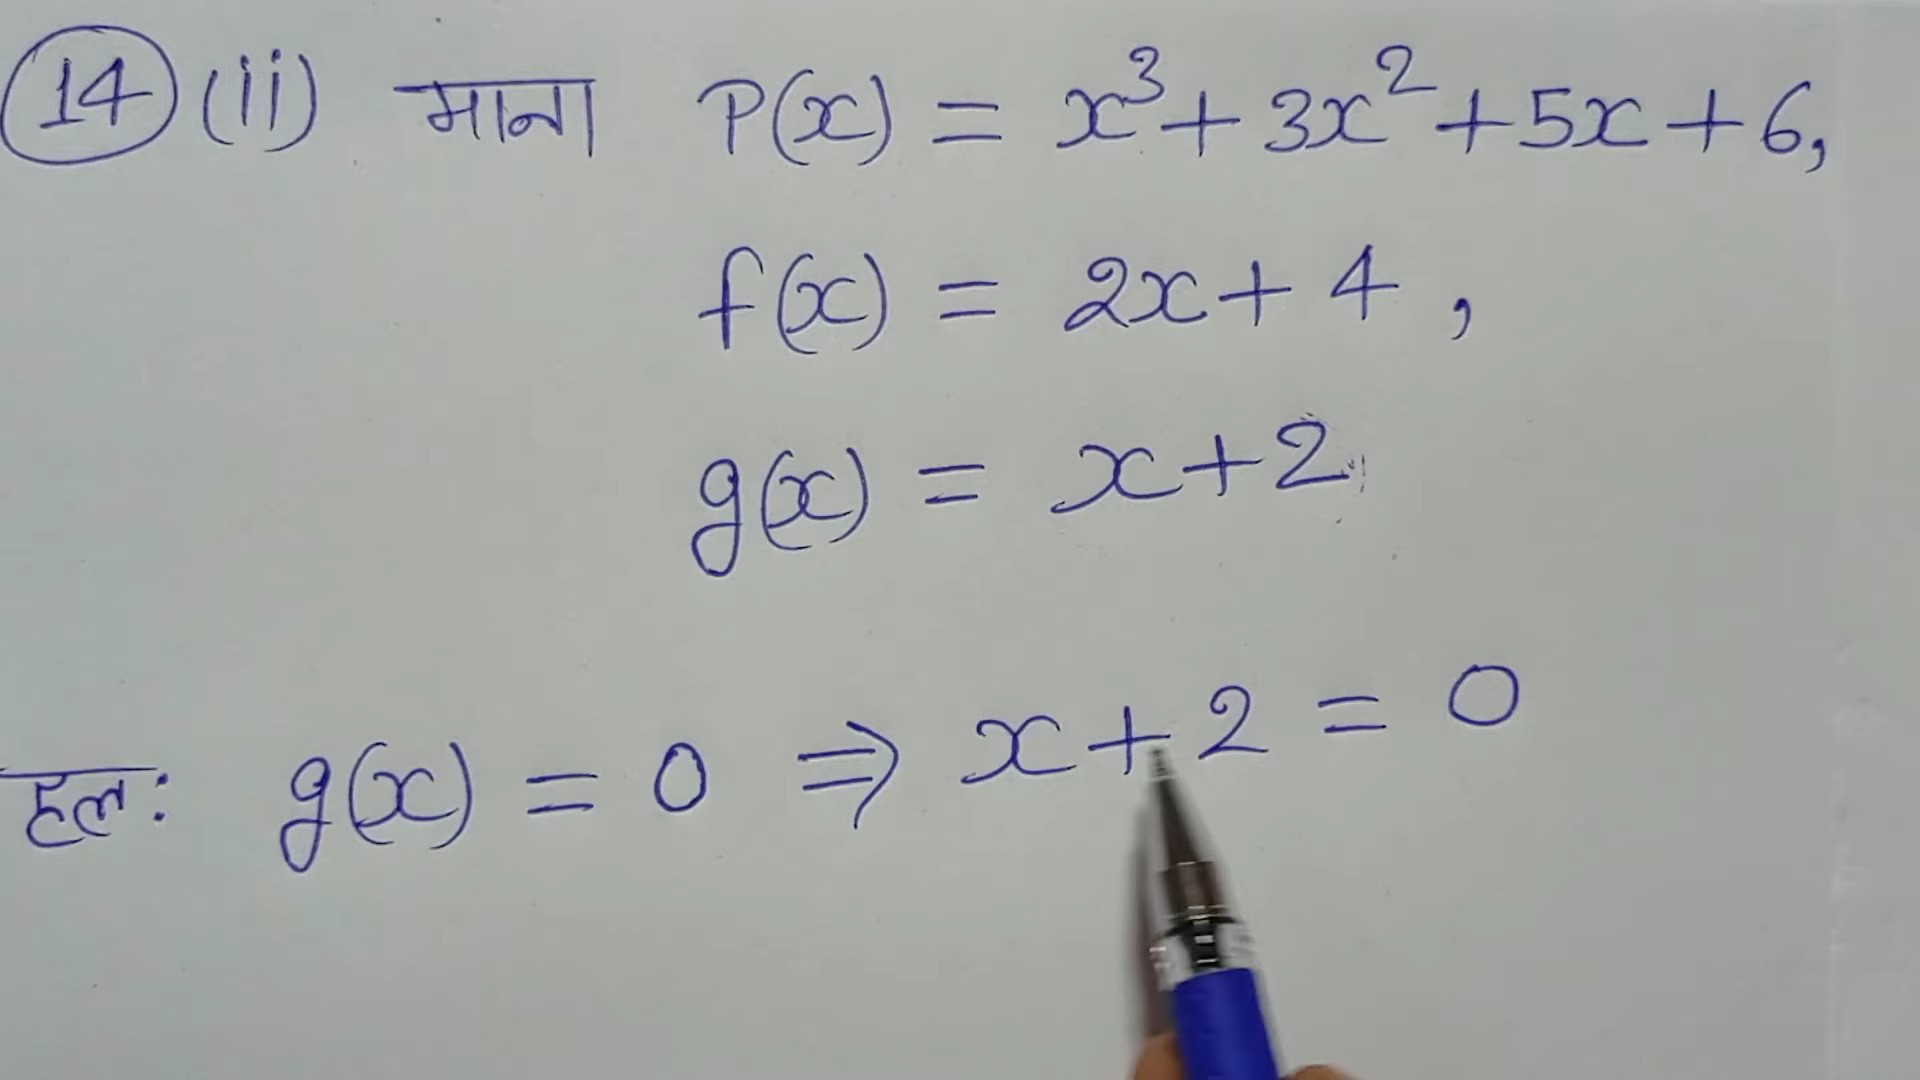 14 (ii) माना P(x) = x³ + 3x² + 5x + 6,
f(x) = 2x + 4 ,
g(x) = x + 2
हल: g(x) = 0 ⇒ x + 2 = 0